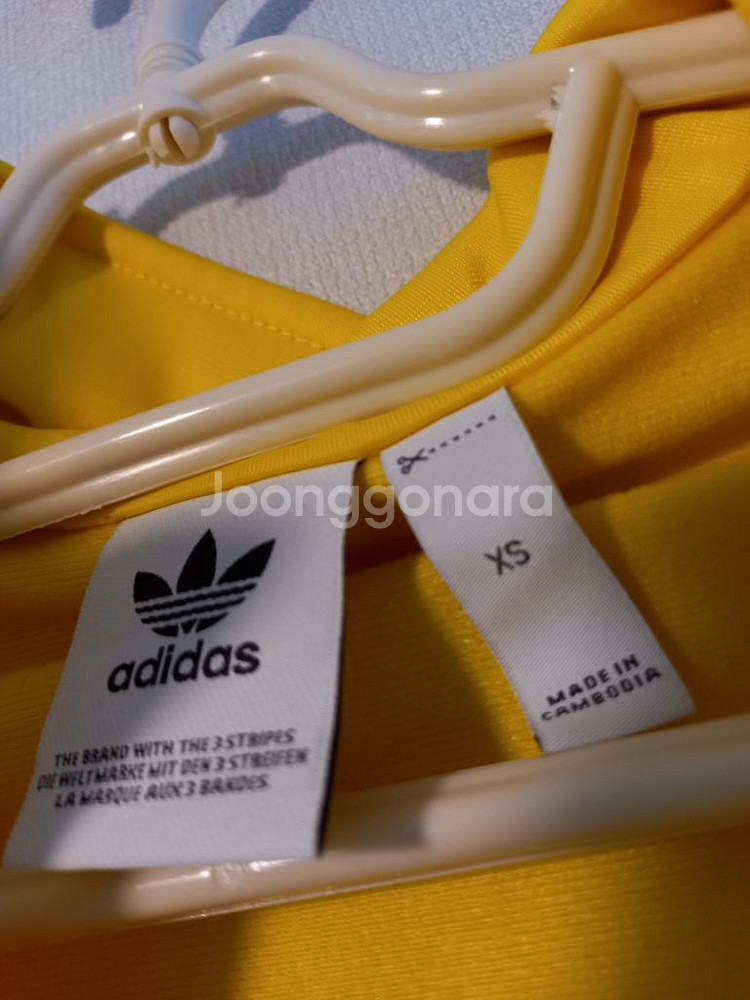 Joonggonara
adidas
THE BRAND WITH THE 3 STRIPES
DIE WELTMARKE MIT DEN 3 STREIFEN
LA MARQUE AUX 3 BANDES
XS
MADE IN
CAMBODIA